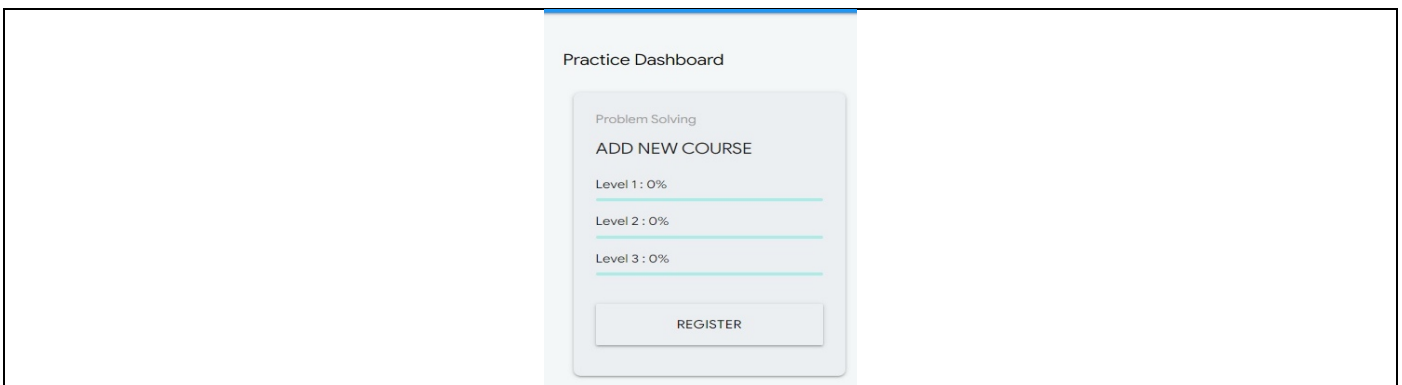 Practice Dashboard
Problem Solving
ADD NEW COURSE
Level 1 : 0%
Level 2 : 0%
Level 3 : 0%
REGISTER